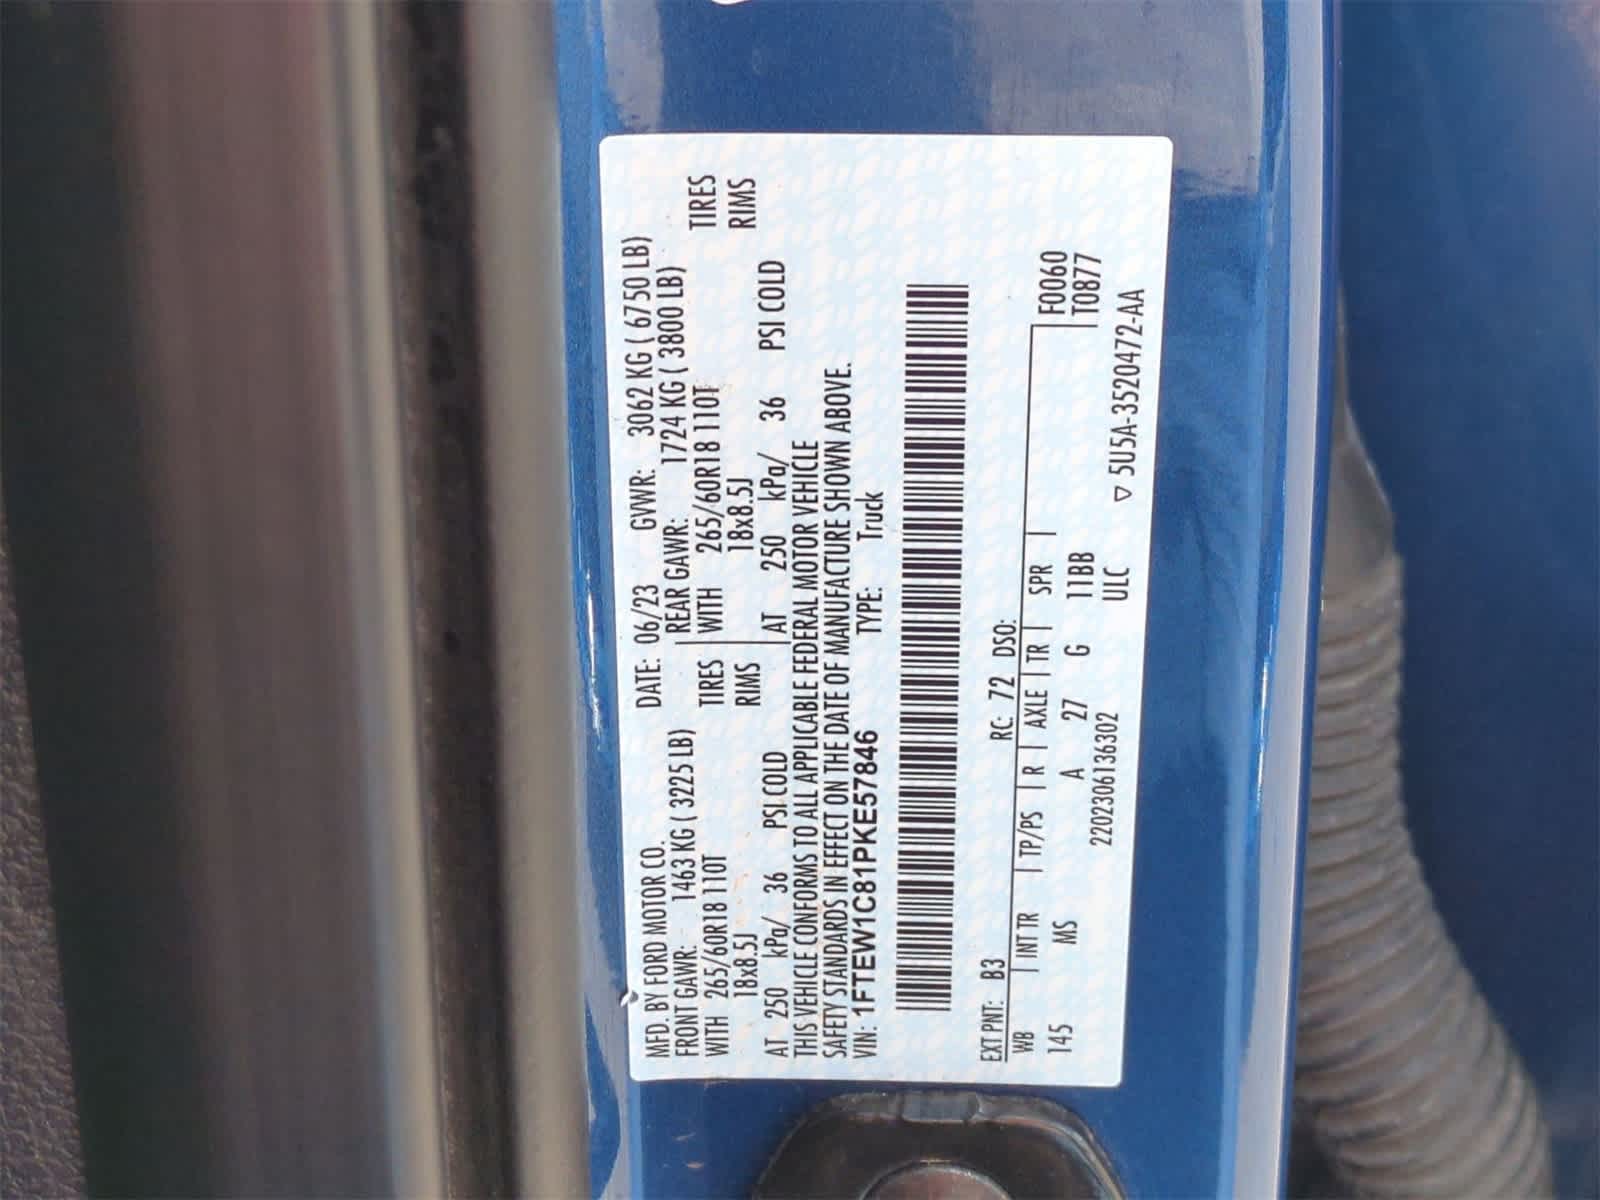 MFD. BY FORD MOTOR CO. DATE: 06/23 GVWR: 3062 KG ( 6750 LB)
FRONT GAWR: 1463 KG ( 3225 LB) REAR GAWR: 1724 KG ( 3800 LB)
WITH 265/60R18 110T TIRES WITH 265/60R18 110T TIRES
18x8.5J RIMS 18x8.5J RIMS
AT 250 kPa/ 36 PSI COLD AT 250 kPa/ 36 PSI COLD
THIS VEHICLE CONFORMS TO ALL APPLICABLE FEDERAL MOTOR VEHICLE
SAFETY STANDARDS IN EFFECT ON THE DATE OF MANUFACTURE SHOWN ABOVE.
VIN: 1FTEW1C81PKE57846 TYPE: Truck
EXT PNT: B3 RC: 72 DSO:
WB INT TR TP/PS R AXLE TR SPR F0060
145 MS A 27 G 11BB T0877
2202306136302 ULC ▽ 5U5A-3520472-AA